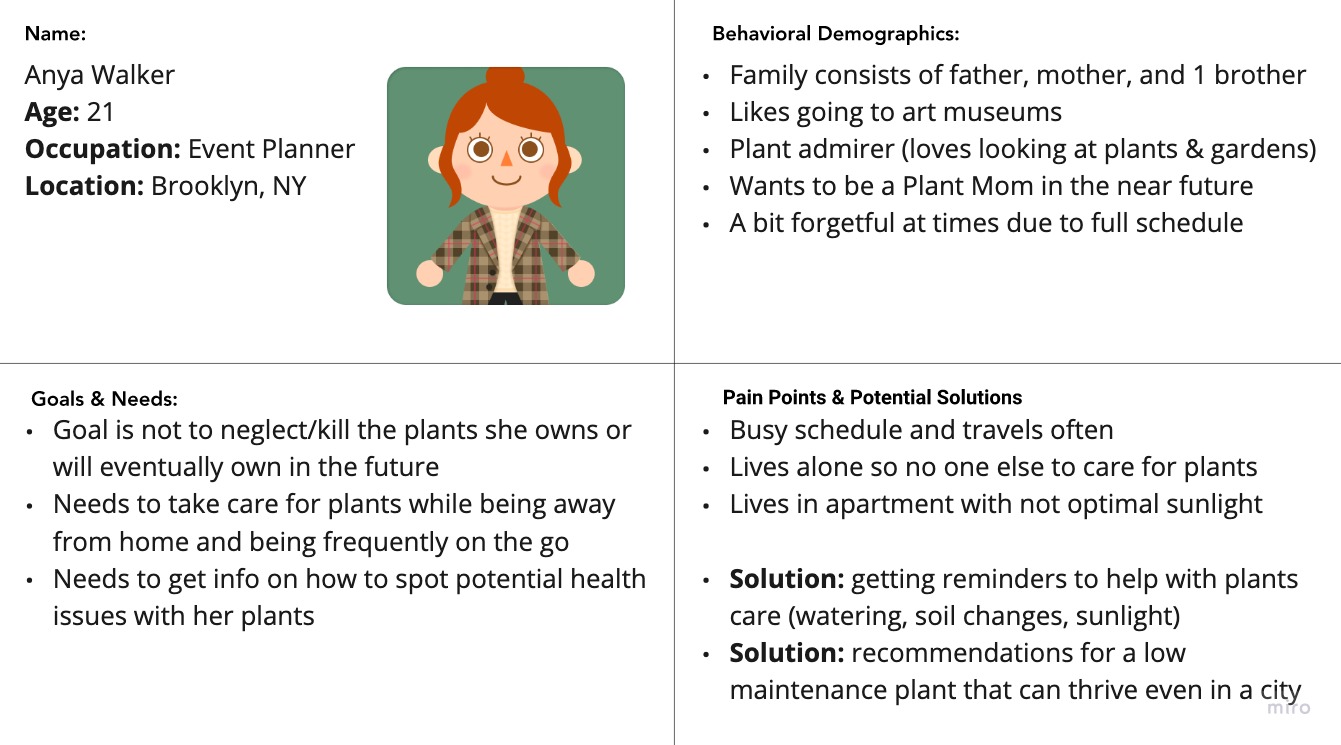 Name:
Anya Walker
Age: 21
Occupation: Event Planner
Location: Brooklyn, NY
Behavioral Demographics:
• Family consists of father, mother, and 1 brother
• Likes going to art museums
• Plant admirer (loves looking at plants & gardens)
• Wants to be a Plant Mom in the near future
• A bit forgetful at times due to full schedule
Goals & Needs:
• Goal is not to neglect/kill the plants she owns or
will eventually own in the future
• Needs to take care for plants while being away
from home and being frequently on the go
• Needs to get info on how to spot potential health
issues with her plants
Pain Points & Potential Solutions
• Busy schedule and travels often
• Lives alone so no one else to care for plants
• Lives in apartment with not optimal sunlight
• Solution: getting reminders to help with plants
care (watering, soil changes, sunlight)
• Solution: recommendations for a low
maintenance plant that can thrive even in a city
miro